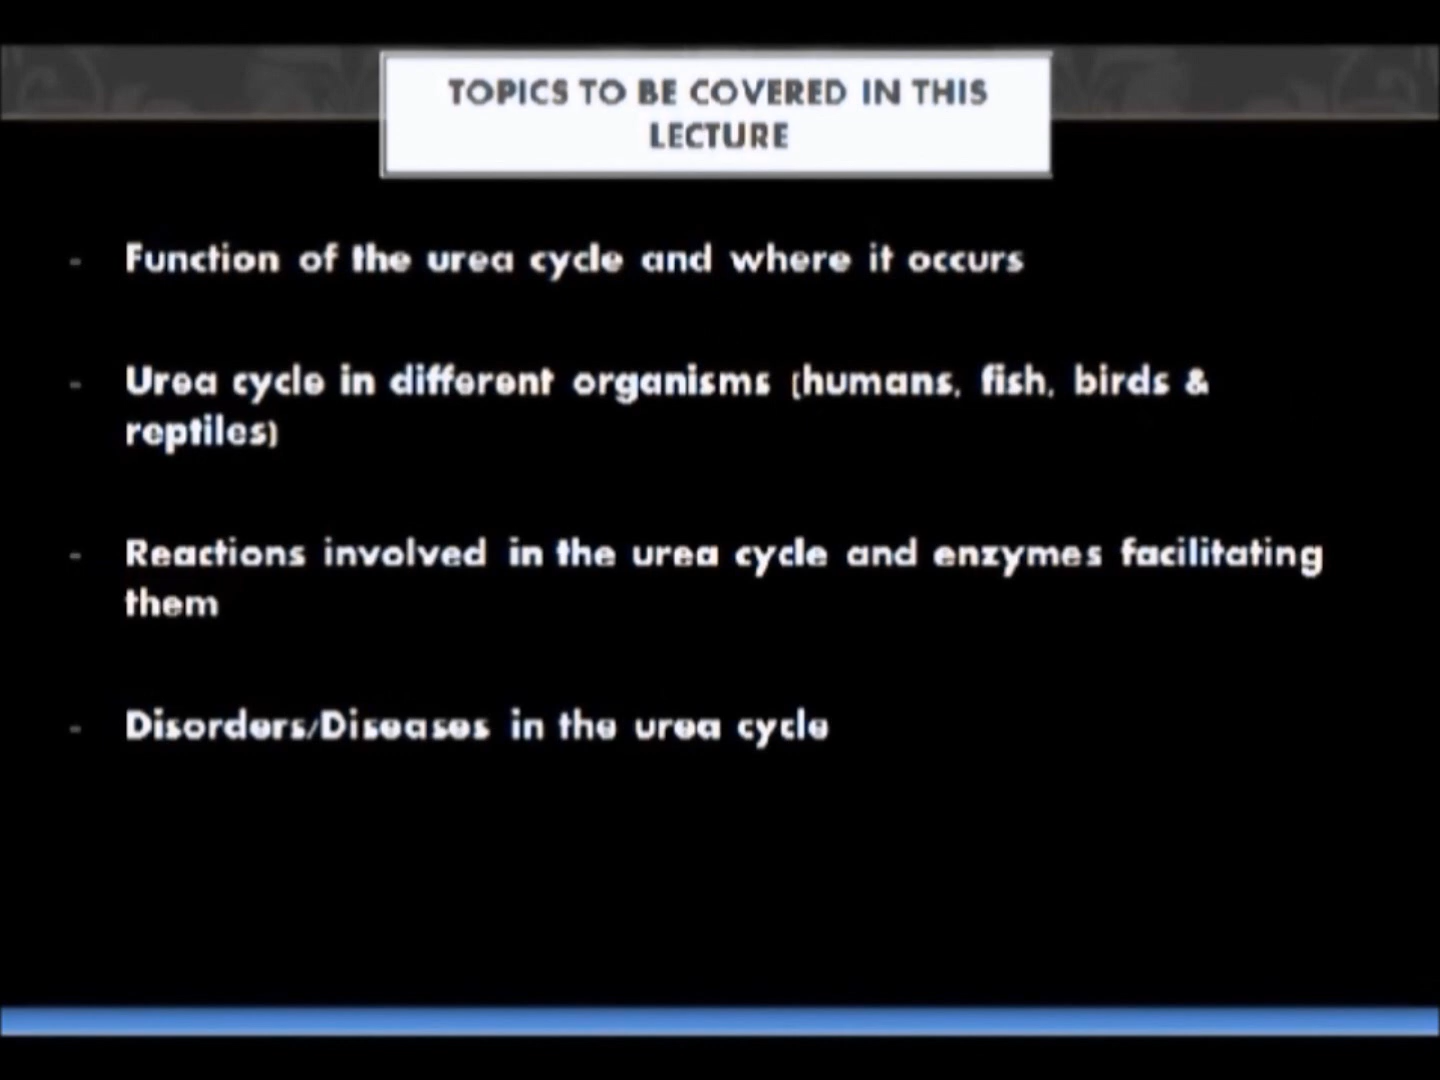 TOPICS TO BE COVERED IN THIS
LECTURE
- Function of the urea cycle and where it occurs
- Urea cycle in different organisms (humans, fish, birds &
reptiles)
- Reactions involved in the urea cycle and enzymes facilitating
them
- Disorders/Diseases in the urea cycle